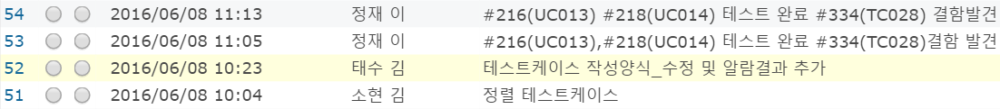 54 2016/06/08 11:13 정재 이 #216(UC013) #218(UC014) 테스트 완료 #334(TC028) 결함발견
53 2016/06/08 11:05 정재 이 #216(UC013),#218(UC014) 테스트 완료 #334(TC028)결함 발견
52 2016/06/08 10:23 태수 김 테스트케이스 작성양식_수정 및 알람결과 추가
51 2016/06/08 10:04 소현 김 정렬 테스트케이스